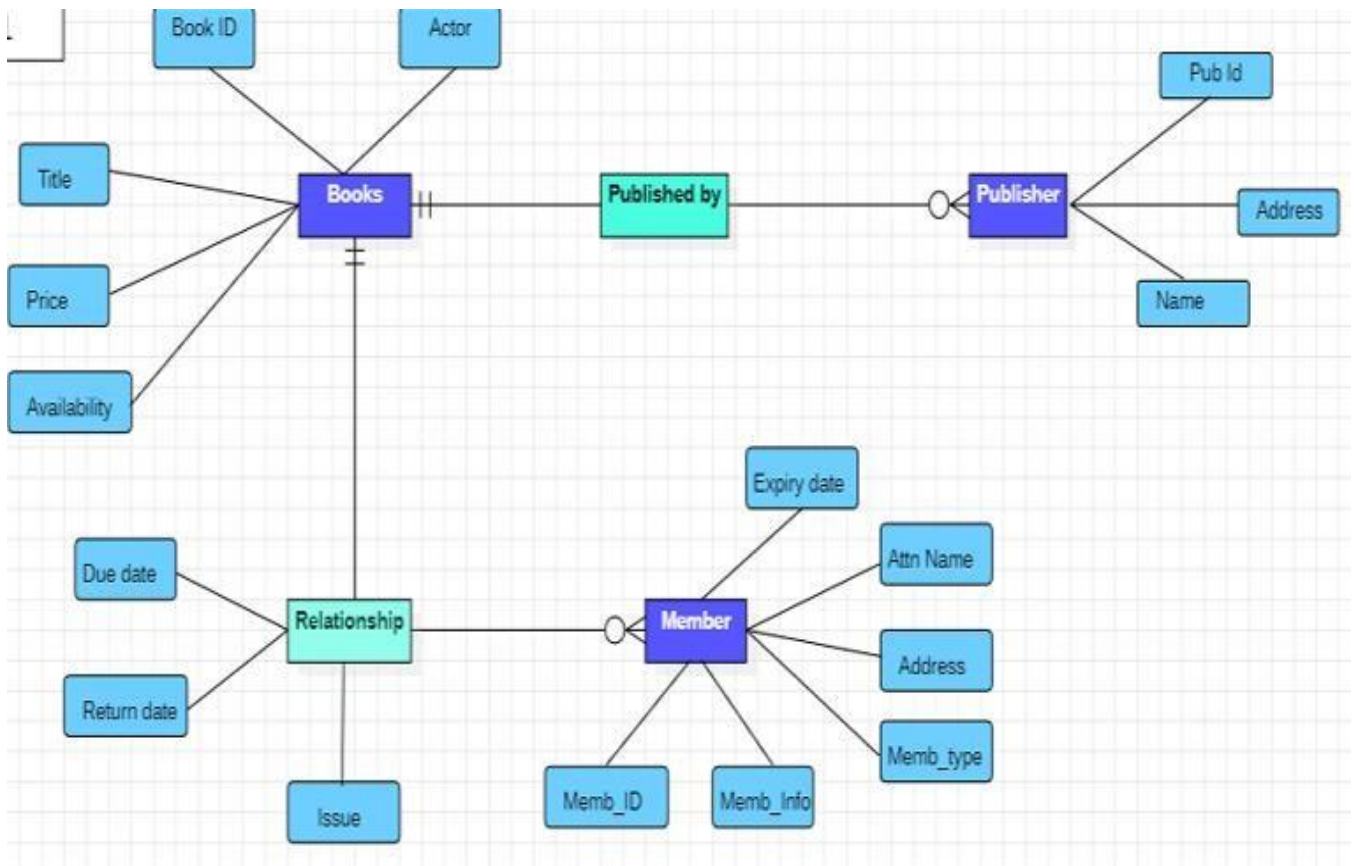 Book ID
Actor
Pub Id
Title
Books
Published by
Publisher
Address
Price
Name
Availability
Expiry date
Attn Name
Due date
Relationship
Member
Address
Return date
Memb_type
Memb_ID
Memb_Info
Issue